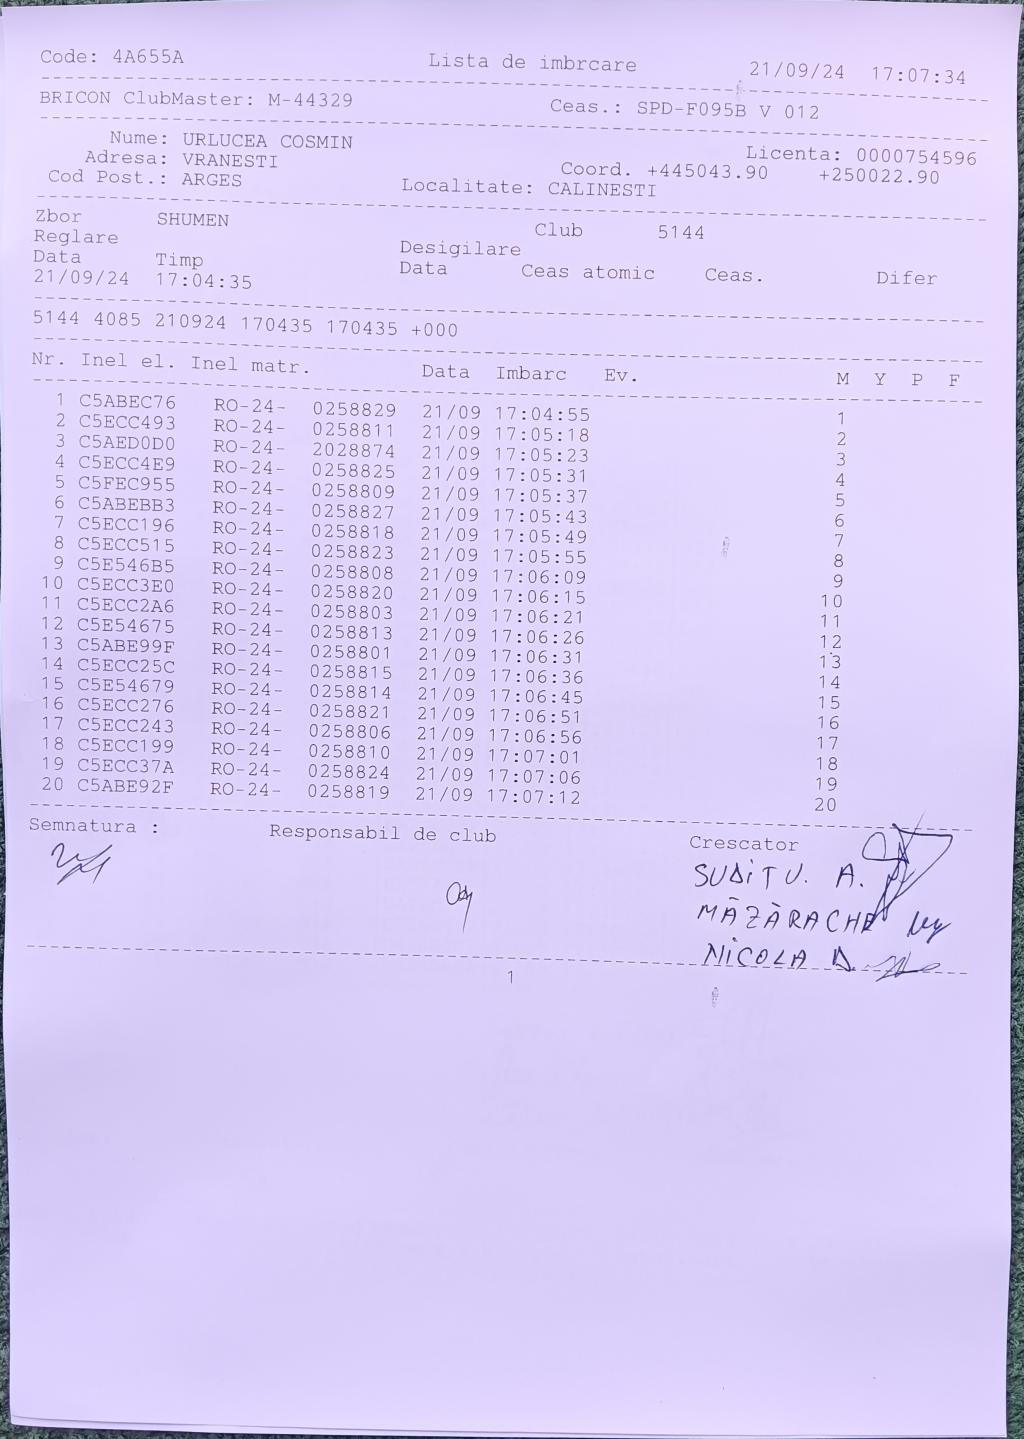 Code: 4A655A Lista de imbrcare 21/09/24 17:07:34
BRICON ClubMaster: M-44329 Ceas.: SPD-F095B V 012
Nume: URLUCEA COSMIN Licenta: 0000754596
Adresa: VRANESTI Coord. +445043.90 +250022.90
Cod Post.: ARGES Localitate: CALINESTI
Zbor SHUMEN Club 5144
Reglare Desigilare
Data Timp Data Ceas atomic Ceas. Difer
21/09/24 17:04:35
5144 4085 210924 170435 170435 +000
Nr. Inel el. Inel matr. Data Imbarc Ev. M Y P F
1 C5ABEC76 RO-24- 0258829 21/09 17:04:55 1
2 C5ECC493 RO-24- 0258811 21/09 17:05:18 2
3 C5AED0D0 RO-24- 2028874 21/09 17:05:23 3
4 C5ECC4E9 RO-24- 0258825 21/09 17:05:31 4
5 C5FEC955 RO-24- 0258809 21/09 17:05:37 5
6 C5ABEBB3 RO-24- 0258827 21/09 17:05:43 6
7 C5ECC196 RO-24- 0258818 21/09 17:05:49 7
8 C5ECC515 RO-24- 0258823 21/09 17:05:55 8
9 C5E546B5 RO-24- 0258808 21/09 17:06:09 9
10 C5ECC3E0 RO-24- 0258820 21/09 17:06:15 10
11 C5ECC2A6 RO-24- 0258803 21/09 17:06:21 11
12 C5E54675 RO-24- 0258813 21/09 17:06:26 12
13 C5ABE99F RO-24- 0258801 21/09 17:06:31 13
14 C5ECC25C RO-24- 0258815 21/09 17:06:36 14
15 C5E54679 RO-24- 0258814 21/09 17:06:45 15
16 C5ECC276 RO-24- 0258821 21/09 17:06:51 16
17 C5ECC243 RO-24- 0258806 21/09 17:06:56 17
18 C5ECC199 RO-24- 0258810 21/09 17:07:01 18
19 C5ECC37A RO-24- 0258824 21/09 17:07:06 19
20 C5ABE92F RO-24- 0258819 21/09 17:07:12 20
Semnatura : Responsabil de club Crescator
SUDITU. A.
MĂZĂRACHE
NICOLA D.
1